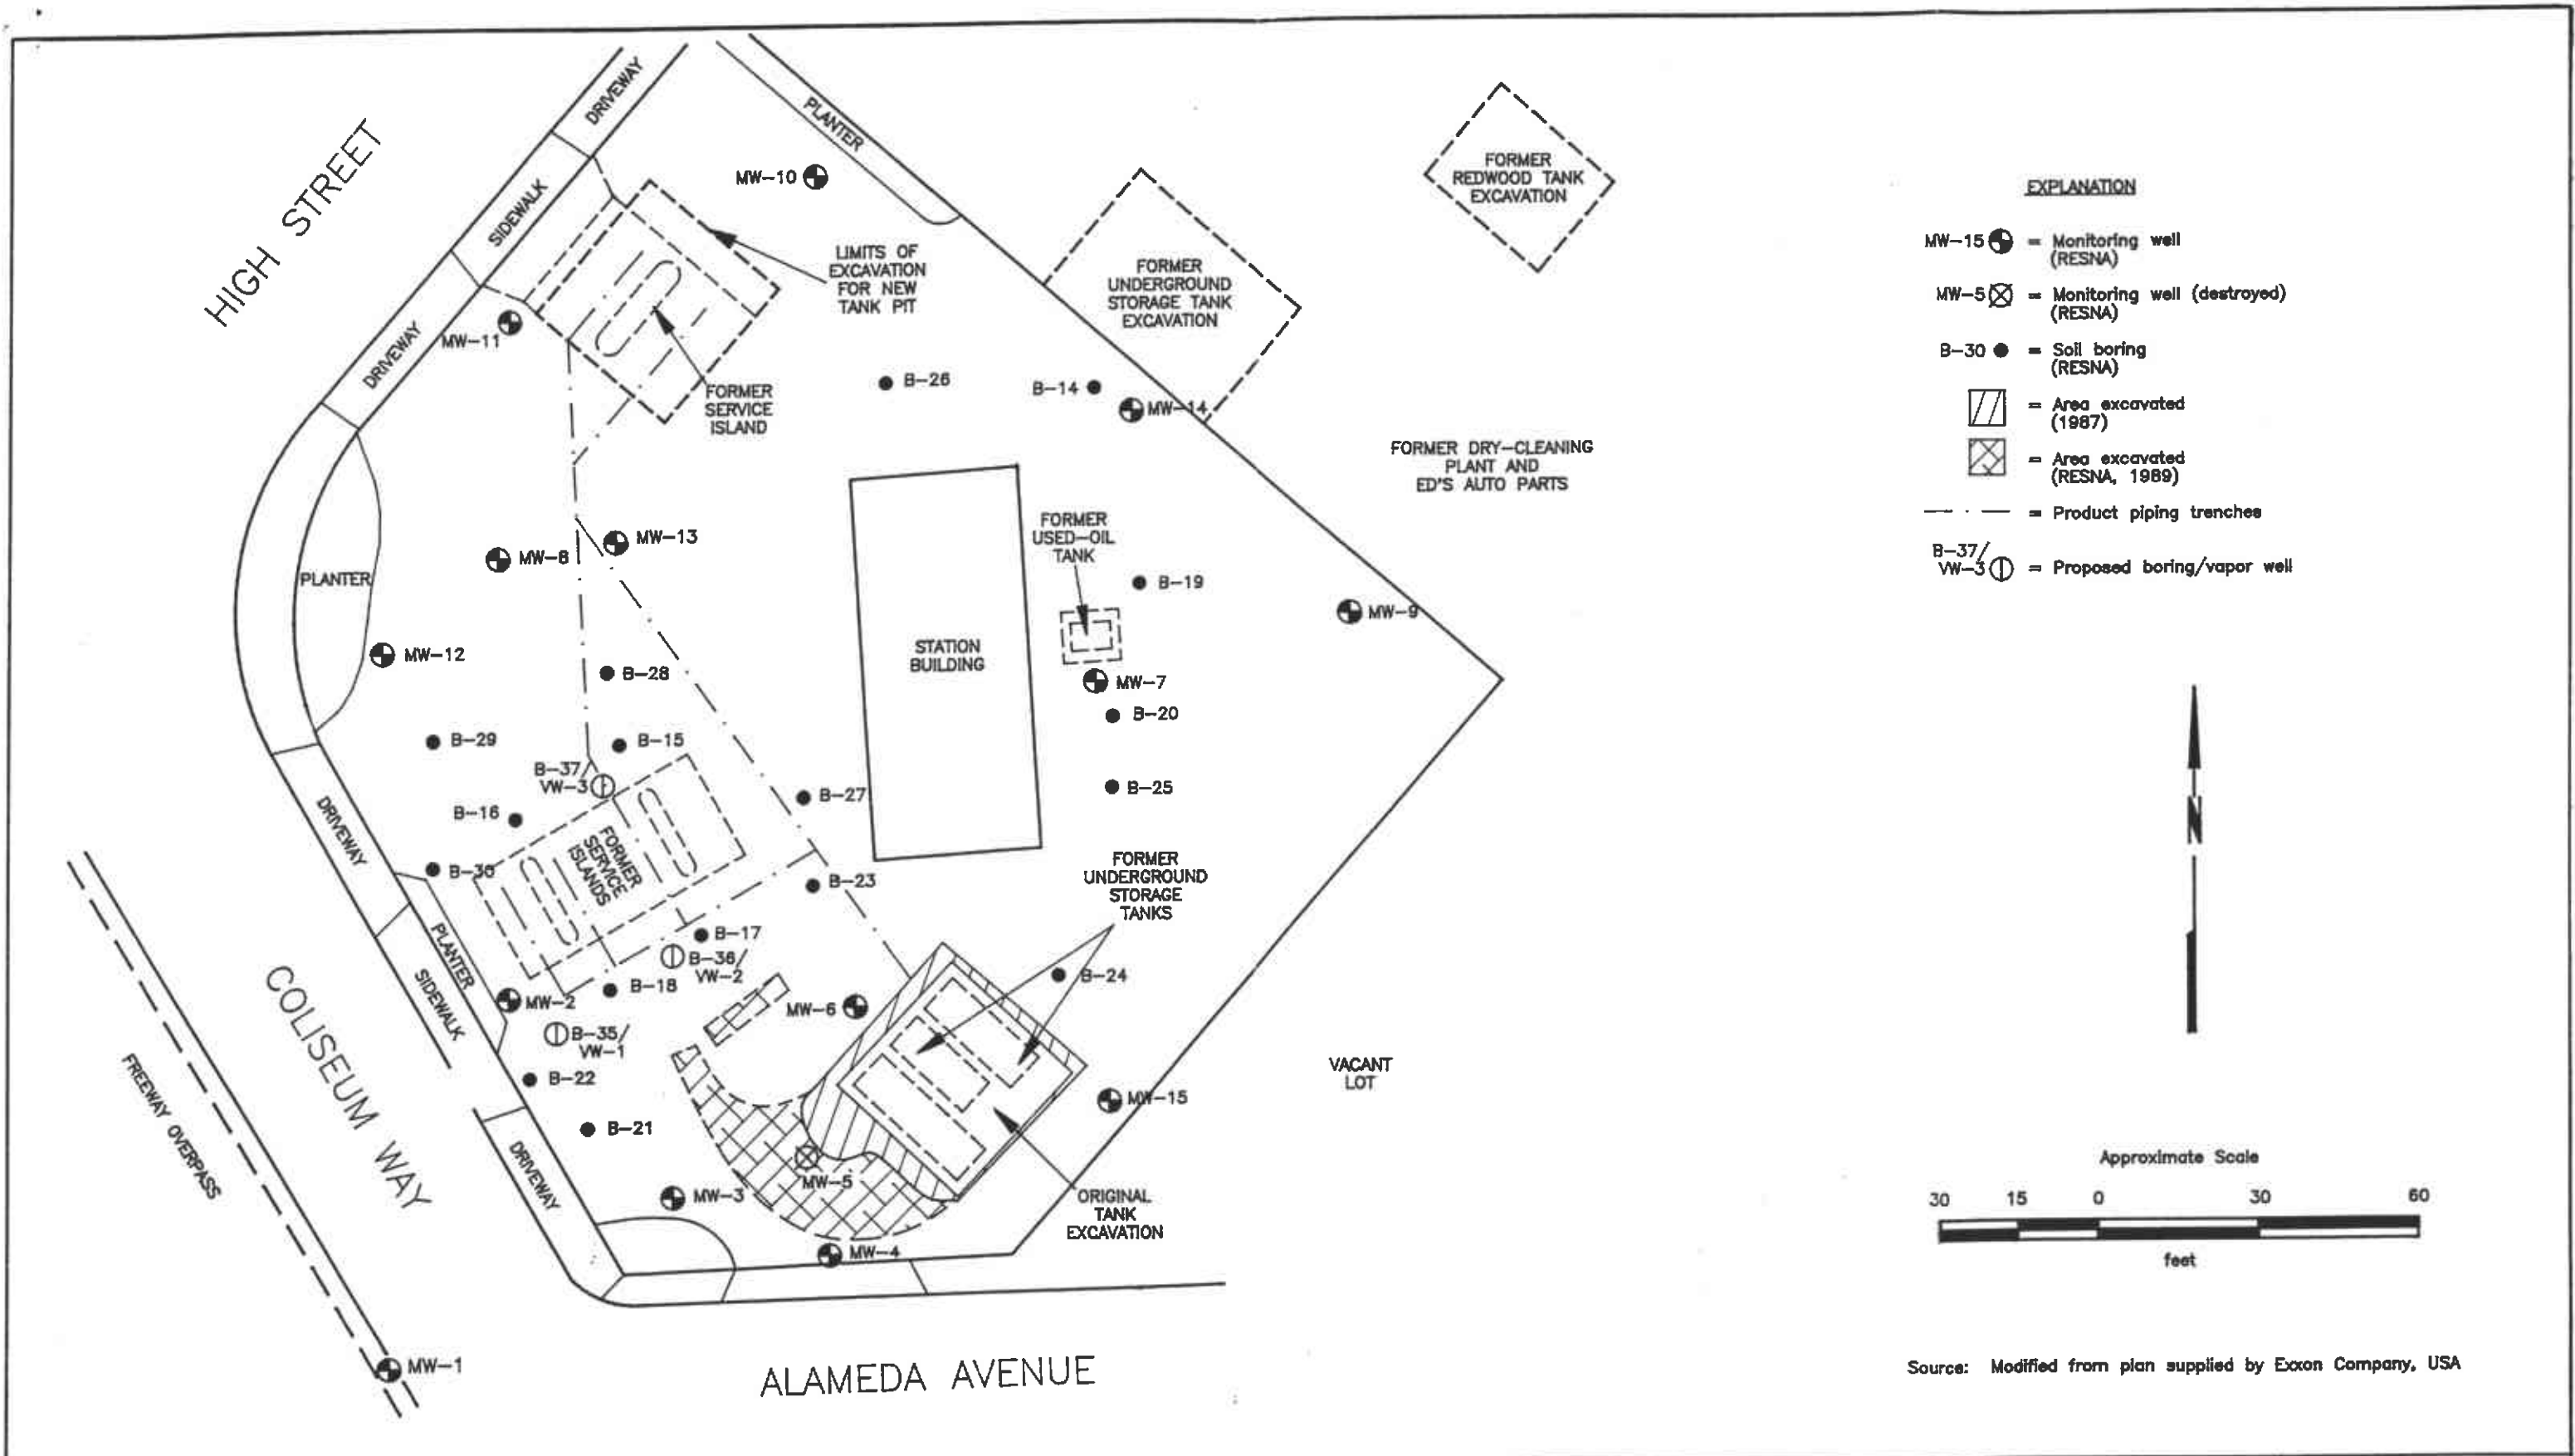 HIGH STREET
DRIVEWAY
SIDEWALK
DRIVEWAY
PLANTER
MW-10
LIMITS OF
EXCAVATION
FOR NEW
TANK PIT
MW-11
FORMER
SERVICE
ISLAND
FORMER
UNDERGROUND
STORAGE TANK
EXCAVATION
FORMER
REDWOOD TANK
EXCAVATION
B-26
B-14
MW-14
FORMER DRY-CLEANING
PLANT AND
ED'S AUTO PARTS
MW-8
MW-13
PLANTER
MW-12
FORMER
USED-OIL
TANK
B-19
MW-9
STATION
BUILDING
MW-7
B-20
B-28
B-29
B-15
B-37/
VW-3
B-16
B-27
B-25
DRIVEWAY
B-30
FORMER
SERVICE
ISLANDS
B-23
FORMER
UNDERGROUND
STORAGE
TANKS
PLANTER
SIDEWALK
B-17
B-36/
VW-2
B-18
MW-2
B-24
MW-6
B-35/
VW-1
COLISEUM WAY
FREEWAY OVERPASS
B-22
VACANT
LOT
MW-15
B-21
DRIVEWAY
MW-5
MW-3
ORIGINAL
TANK
EXCAVATION
MW-4
MW-1
ALAMEDA AVENUE
EXPLANATION
MW-15 = Monitoring well
(RESNA)
MW-5 = Monitoring well (destroyed)
(RESNA)
B-30 = Soil boring
(RESNA)
= Area excavated
(1987)
= Area excavated
(RESNA, 1989)
= Product piping trenches
B-37/
VW-3 = Proposed boring/vapor well
N
Approximate Scale
30 15 0 30 60
feet
Source: Modified from plan supplied by Exxon Company, USA